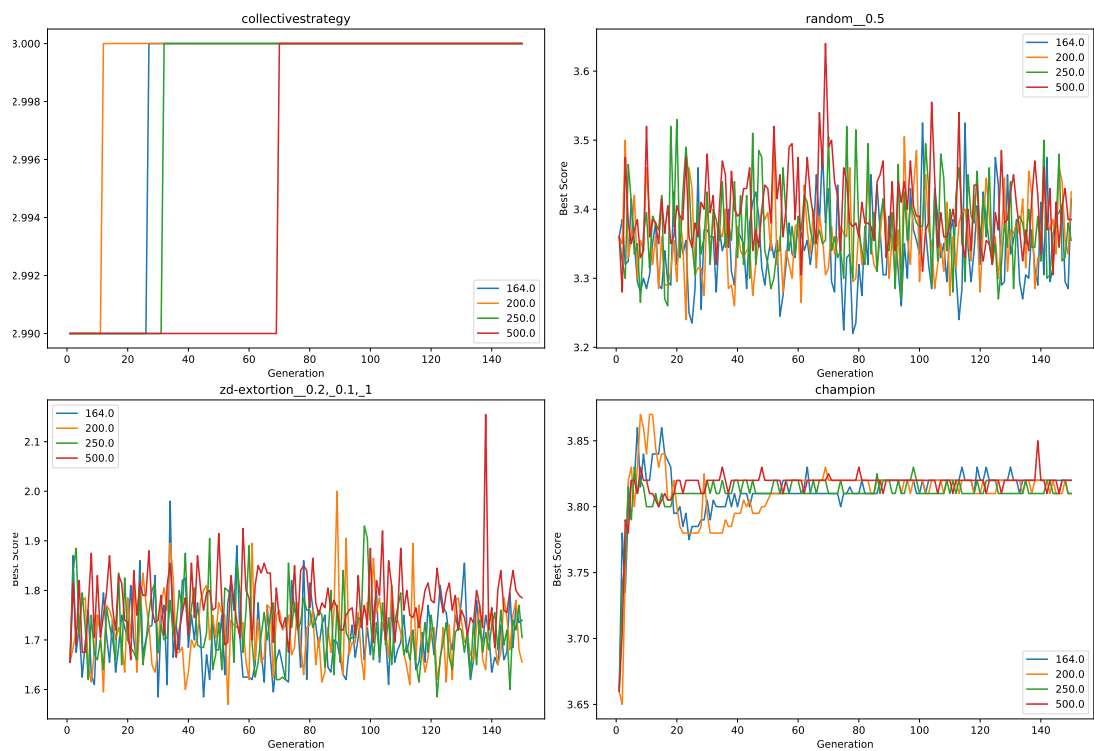 collectivestrategy
3.000
2.998
2.996
2.994
2.992
2.990
0 20 40 60 80 100 120 140
Generation
164.0
200.0
250.0
500.0
random__0.5
Best Score
3.6
3.5
3.4
3.3
3.2
0 20 40 60 80 100 120 140
Generation
164.0
200.0
250.0
500.0
zd-extortion__0.2,_0.1,_1
Best Score
2.1
2.0
1.9
1.8
1.7
1.6
0 20 40 60 80 100 120 140
Generation
164.0
200.0
250.0
500.0
champion
Best Score
3.85
3.80
3.75
3.70
3.65
0 20 40 60 80 100 120 140
Generation
164.0
200.0
250.0
500.0